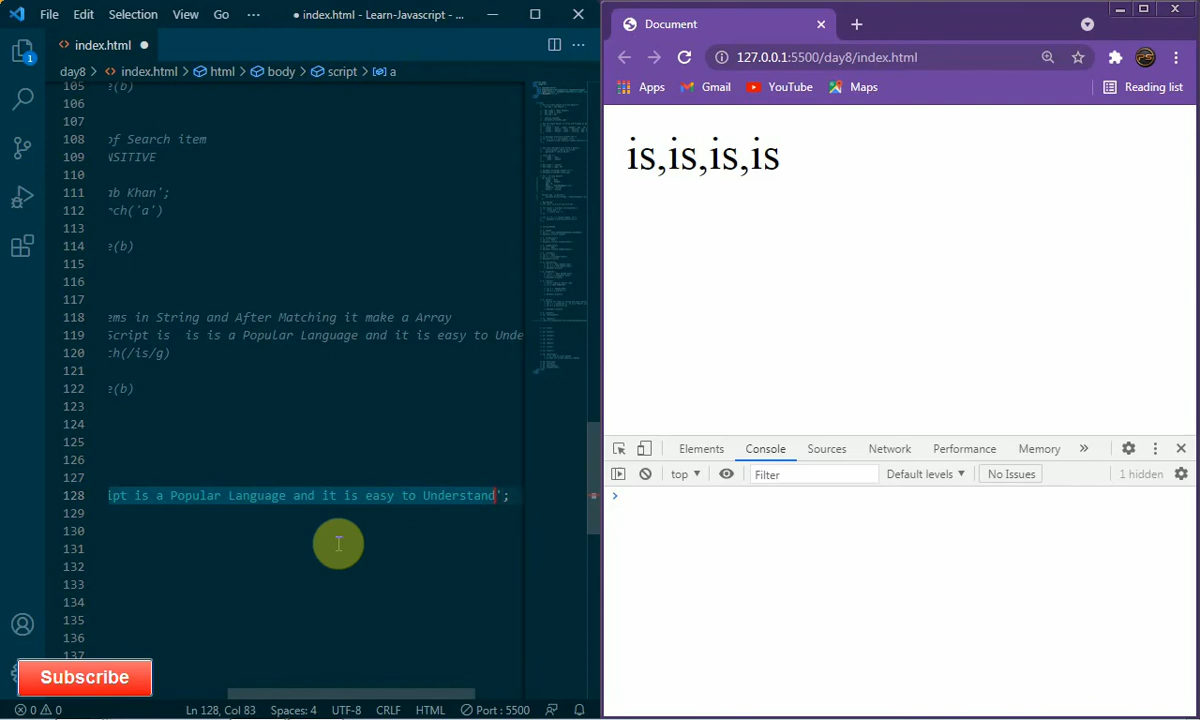 File Edit Selection View Go ··· ● index.html - Learn-Javascript - ...
<> index.html ●
day8 > <> index.html > html > body > script > a
105 e(b)
106
107
108 of Search item
109 NSITIVE
110
111 ab Khan';
112 rch('a')
113
114 e(b)
115
116
117
118 ems in String and After Matching it make a Array
119 Script is  is is a Popular Language and it is easy to Unde
120 ch(/is/g)
121
122 e(b)
123
124
125
126
127
128 ipt is a Popular Language and it is easy to Understand';
129
130
131
132
133
134
135
136
137
1
Subscribe
0 0 Ln 128, Col 83 Spaces: 4 UTF-8 CRLF HTML Port : 5500
Document
127.0.0.1:5500/day8/index.html
Apps Gmail YouTube Maps Reading list
is,is,is,is
Elements Console Sources Network Performance Memory »
top Filter Default levels No Issues 1 hidden